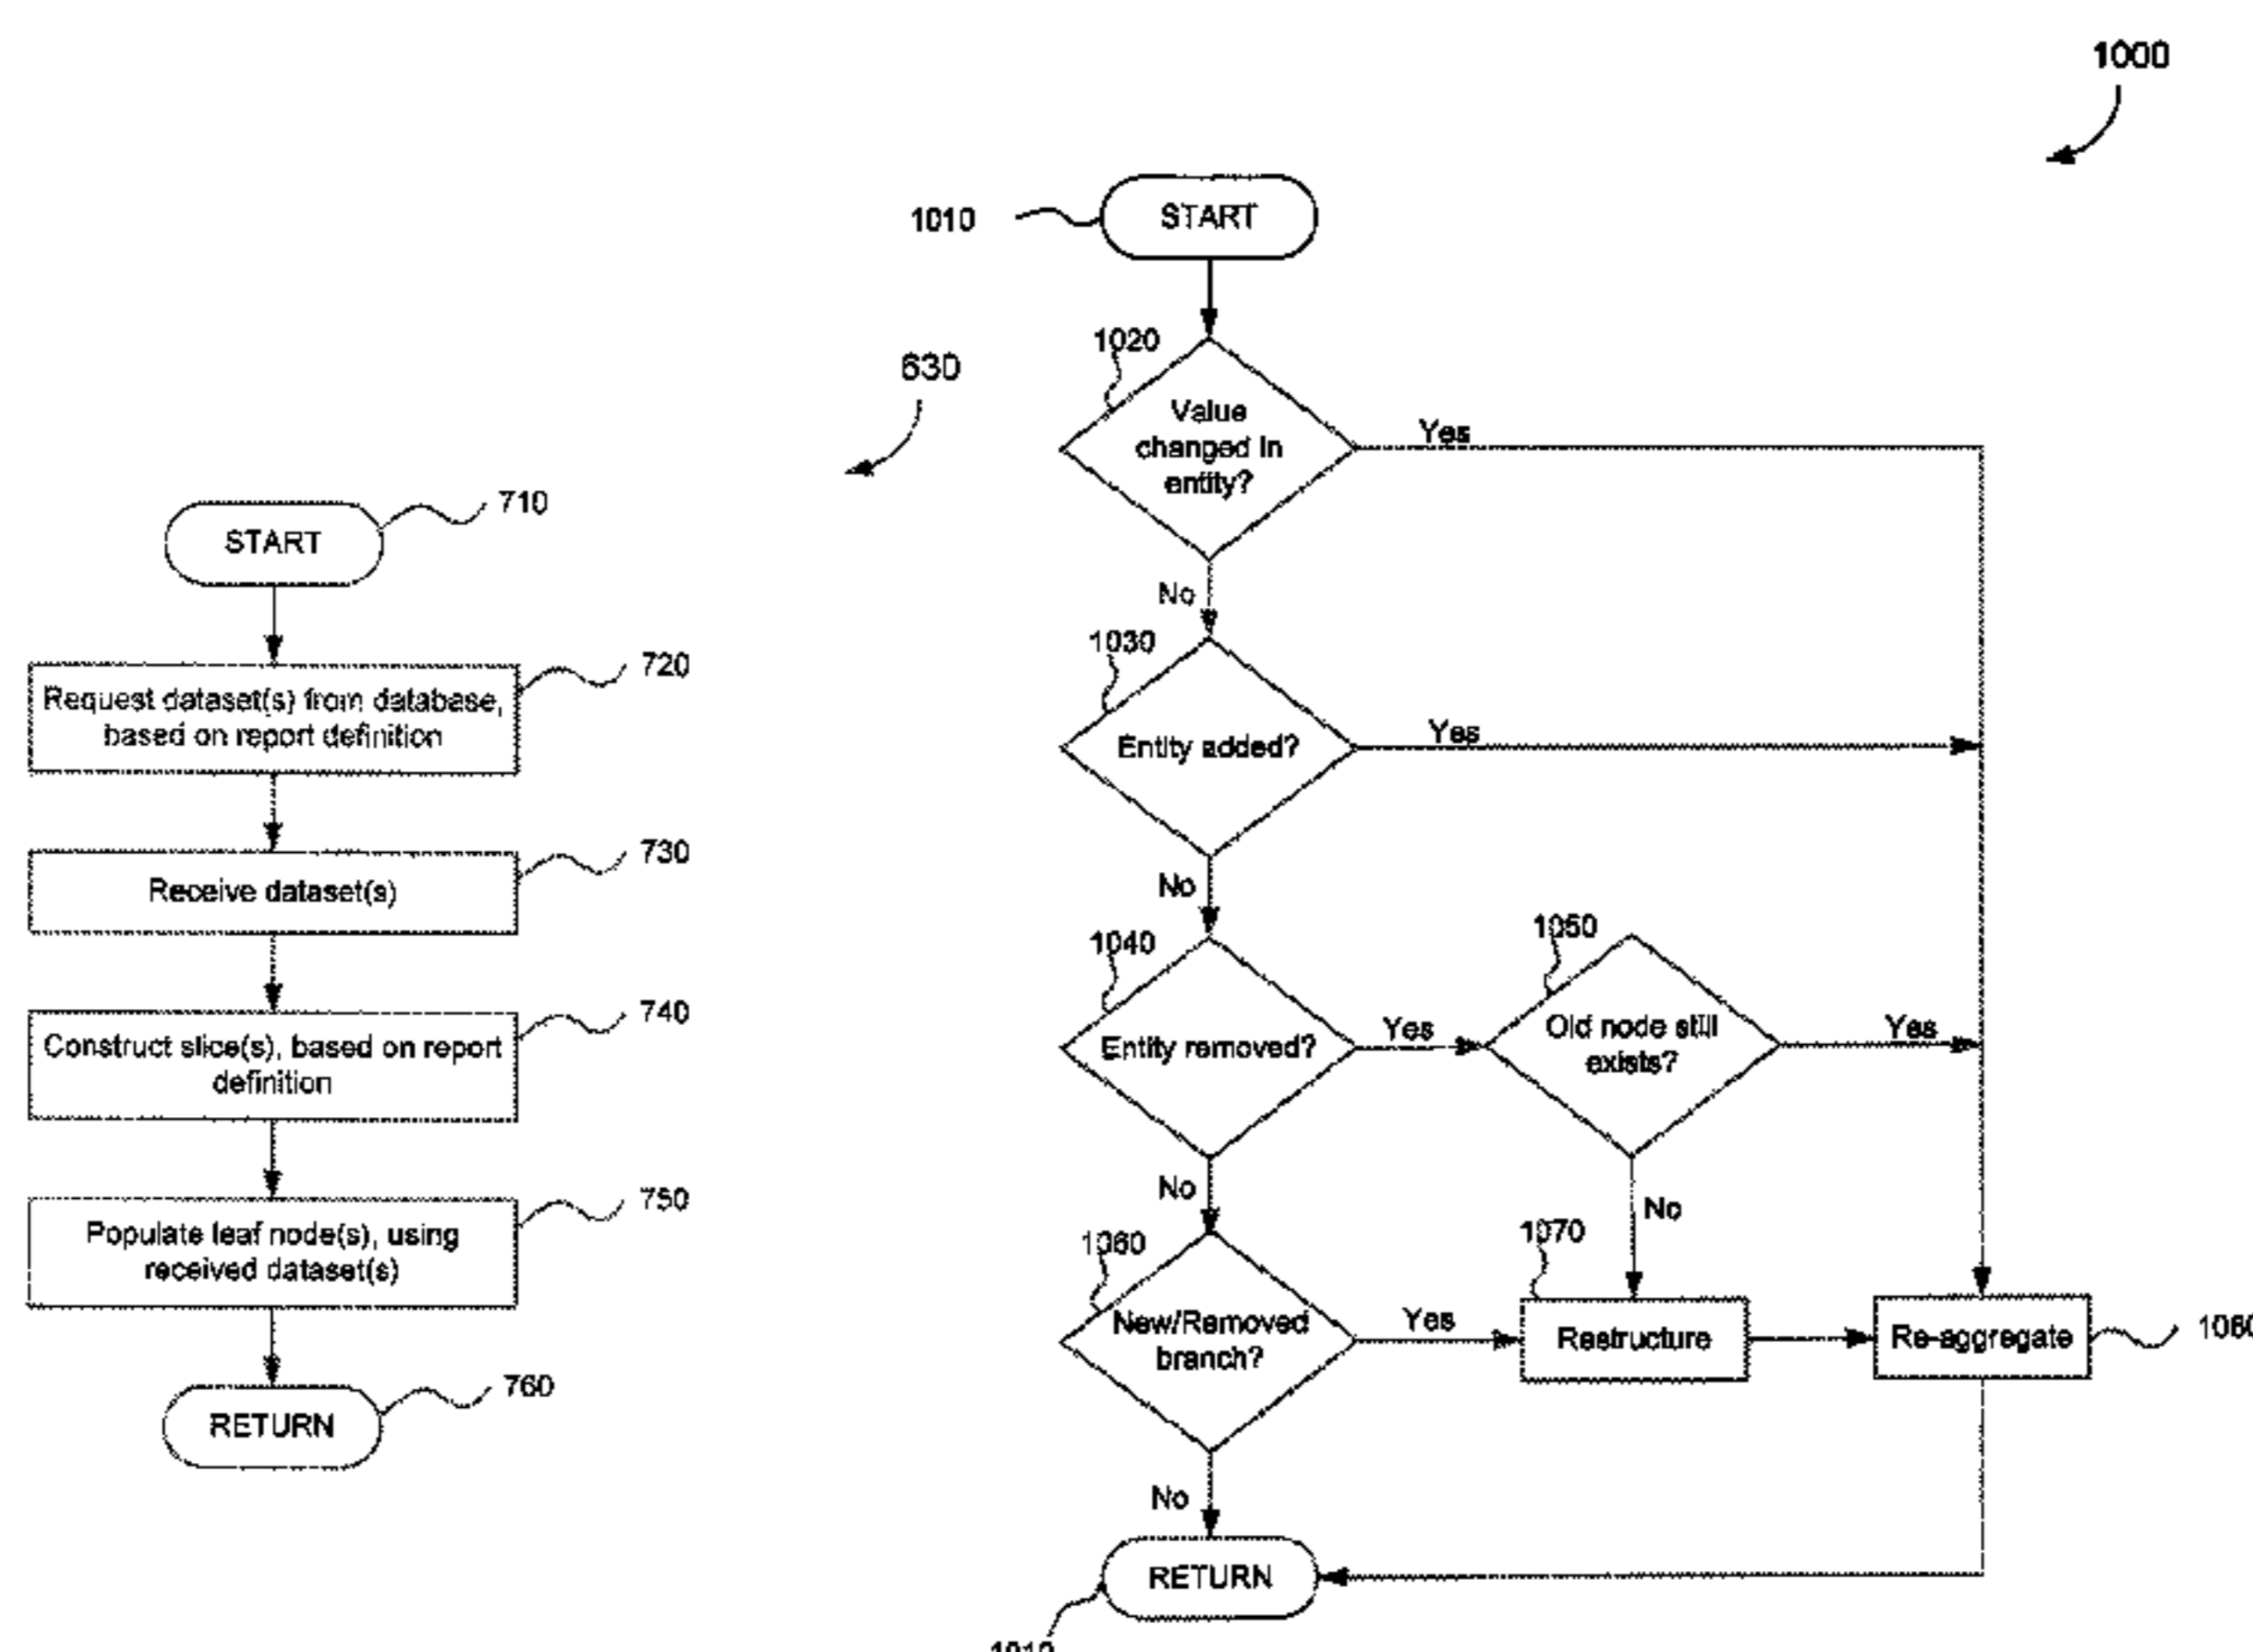 1000
1010
START
1020
Value
changed in
entity?
Yes
No
1030
Entity added?
Yes
No
1040
Entity removed?
Yes
1050
Old node still
exists?
Yes
No
No
1060
New/Removed
branch?
Yes
1070
Restructure
Re-aggregate
No
RETURN
630
710
START
720
Request dataset(s) from database,
based on report definition
730
Receive dataset(s)
740
Construct slice(s), based on report
definition
750
Populate leaf node(s), using
received dataset(s)
760
RETURN